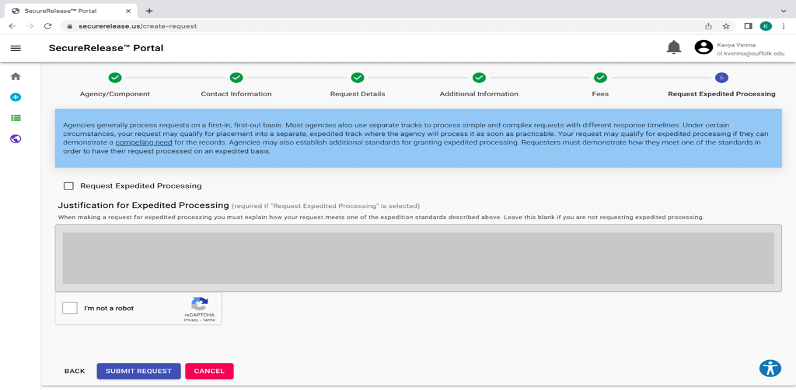 SecureRelease™ Portal
securerelease.us/create-request
K
SecureRelease™ Portal
Kavya Verma
cl.kverma@suffolk.edu
Agency/Component
Contact Information
Request Details
Additional Information
Fees
6
Request Expedited Processing
Agencies generally process requests on a first-in, first-out basis. Most agencies also use separate tracks to process simple and complex requests with different response timelines. Under certain
circumstances, your request may qualify for placement into a separate, expedited track where the agency will process it as soon as practicable. Your request may qualify for expedited processing if they can
demonstrate a compelling need for the records. Agencies may also establish additional standards for granting expedited processing. Requesters must demonstrate how they meet one of the standards in
order to have their request processed on an expedited basis.
Request Expedited Processing
Justification for Expedited Processing (required if "Request Expedited Processing" is selected)
When making a request for expedited processing you must explain how your request meets one of the expedition standards described above. Leave this blank if you are not requesting expedited processing.
I'm not a robot
reCAPTCHA
Privacy - Terms
BACK
SUBMIT REQUEST
CANCEL